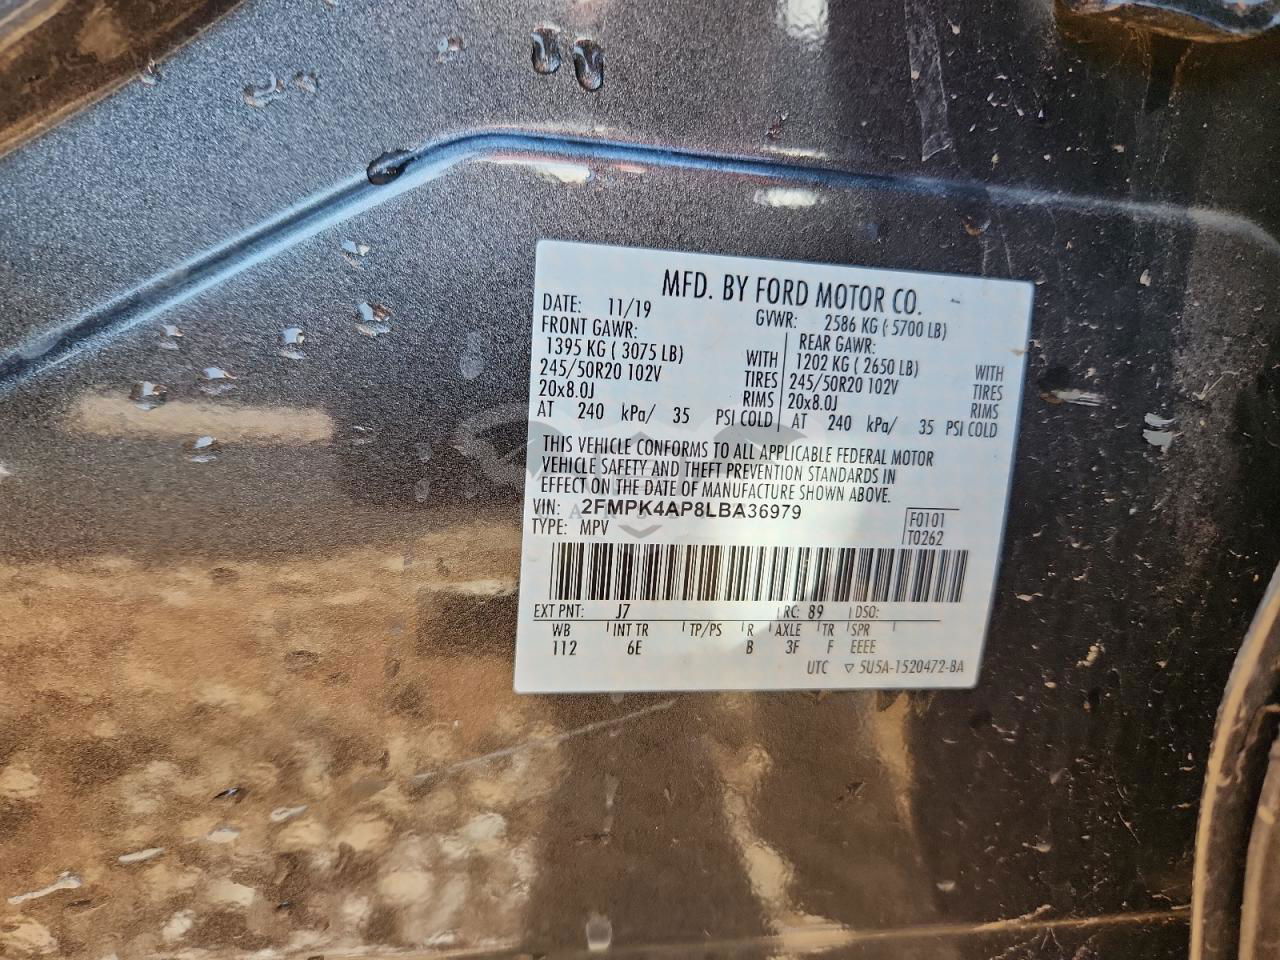 MFD. BY FORD MOTOR CO.
DATE: 11/19 GVWR: 2586 KG ( 5700 LB)
FRONT GAWR: REAR GAWR:
1395 KG ( 3075 LB) WITH 1202 KG ( 2650 LB) WITH
245/50R20 102V TIRES 245/50R20 102V TIRES
20x8.0J RIMS 20x8.0J RIMS
AT 240 kPa/ 35 PSI COLD AT 240 kPa/ 35 PSI COLD
THIS VEHICLE CONFORMS TO ALL APPLICABLE FEDERAL MOTOR
VEHICLE SAFETY AND THEFT PREVENTION STANDARDS IN
EFFECT ON THE DATE OF MANUFACTURE SHOWN ABOVE.
VIN: 2FMPK4AP8LBA36979 F0101
TYPE: MPV T0262
EXT PNT: J7 RC: 89 DSO:
WB INT TR TP/PS R AXLE TR SPR
112 6E B 3F F EEEE
UTC ▽ 5U5A-1520472-BA